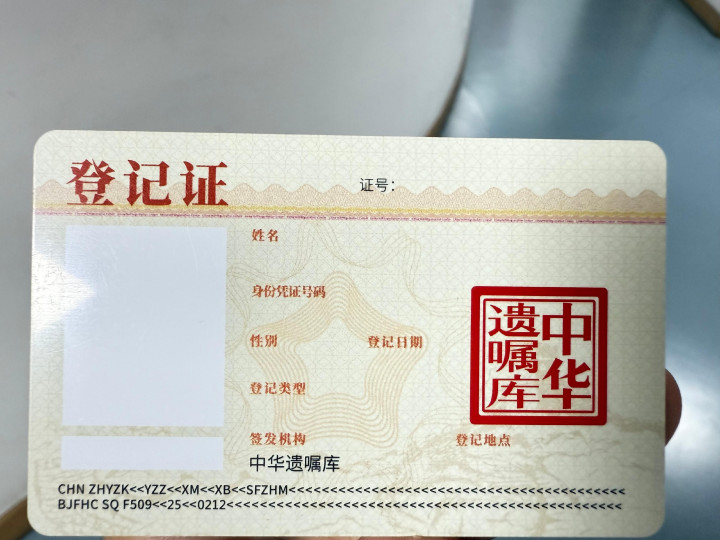 登记证
证号:
姓名
身份凭证号码
性别 登记日期
登记类型
中华
遗嘱库
签发机构 登记地点
中华遗嘱库
CHN ZHYZK<<YZZ<<XM<<XB<<SFZHM<<<<<<<<<<<<<<<<<<<<<<<<<<<<<<<<<<<<<<<<
BJFHC SQ F509<<25<<0212<<<<<<<<<<<<<<<<<<<<<<<<<<<<<<<<<<<<<<<<<<<<<<